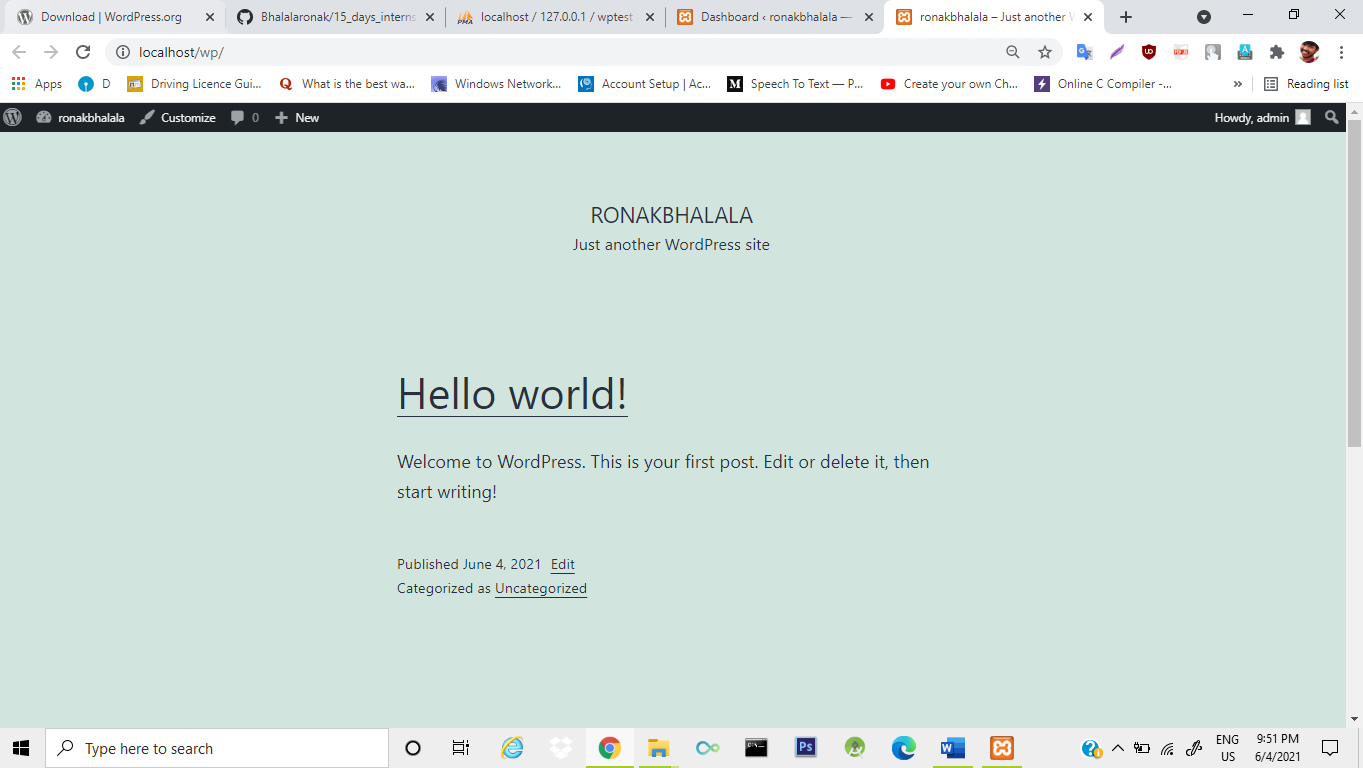 Download | WordPress.org
Bhalalaronak/15_days_interns
localhost / 127.0.0.1 / wptest
Dashboard ‹ ronakbhalala —
ronakbhalala – Just another W
localhost/wp/
Apps
D
Driving Licence Gui...
What is the best wa...
Windows Network...
Account Setup | Ac...
Speech To Text — P...
Create your own Ch...
Online C Compiler -...
»
Reading list
ronakbhalala
Customize
0
New
Howdy, admin
RONAKBHALALA
Just another WordPress site
Hello world!
Welcome to WordPress. This is your first post. Edit or delete it, then
start writing!
Published June 4, 2021 Edit
Categorized as Uncategorized
Type here to search
ENG
US
9:51 PM
6/4/2021